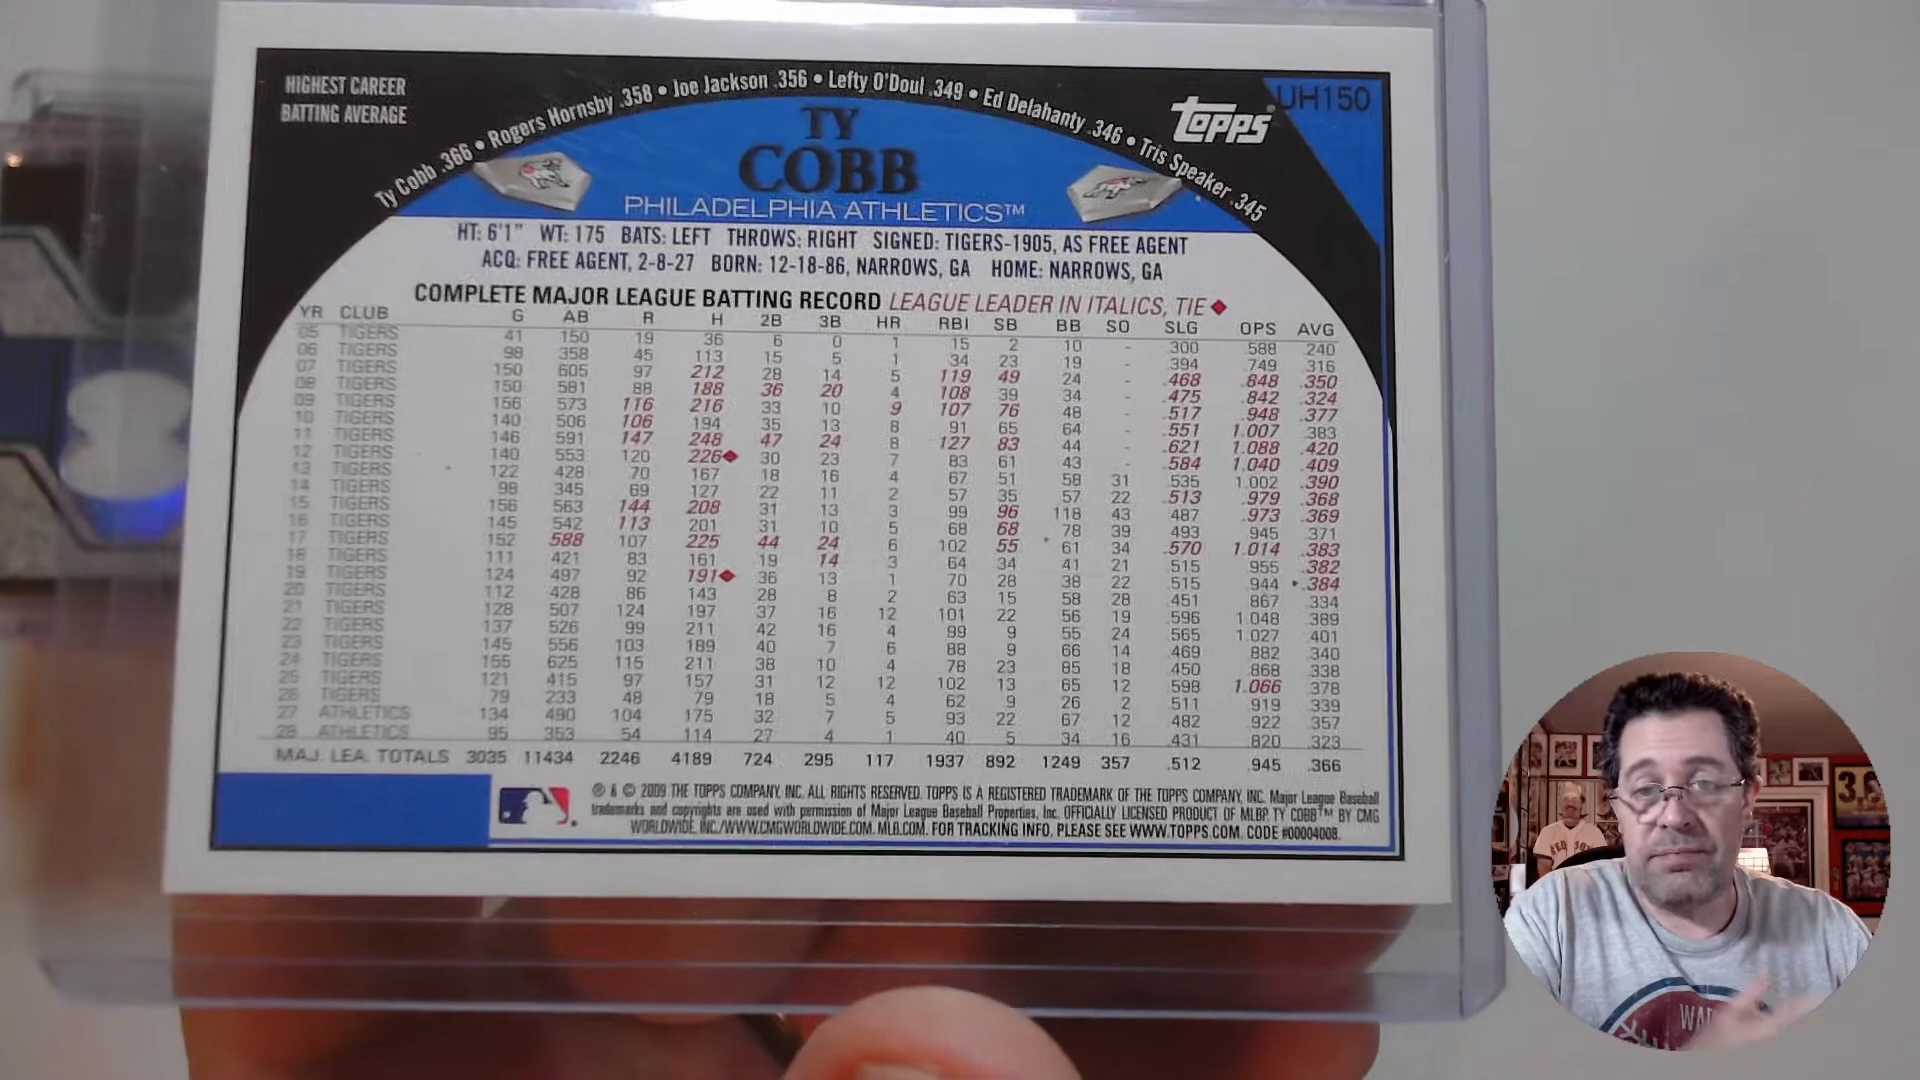 HIGHEST CAREER
BATTING AVERAGE
Ty Cobb .366 • Rogers Hornsby .358 • Joe Jackson .356 • Lefty O'Doul .349 • Ed Delahanty .346 • Tris Speaker .345
topps
UH150
TY
COBB
PHILADELPHIA ATHLETICS™
HT: 6'1" WT: 175 BATS: LEFT THROWS: RIGHT SIGNED: TIGERS-1905, AS FREE AGENT
ACQ: FREE AGENT, 2-8-27 BORN: 12-18-86, NARROWS, GA HOME: NARROWS, GA
COMPLETE MAJOR LEAGUE BATTING RECORD LEAGUE LEADER IN ITALICS, TIE ♦
YR CLUB G AB R H 2B 3B HR RBI SB BB SO SLG OPS AVG
05 TIGERS 41 150 19 36 6 0 1 15 2 10 - .300 .588 .240
06 TIGERS 98 358 45 113 15 5 1 34 23 19 - .394 .749 .316
07 TIGERS 150 605 97 212 28 14 5 119 49 24 - .468 .848 .350
08 TIGERS 150 581 88 188 36 20 4 108 39 34 - .475 .842 .324
09 TIGERS 156 573 116 216 33 10 9 107 76 48 - .517 .948 .377
10 TIGERS 140 506 106 194 35 13 8 91 65 64 - .551 1.007 .383
11 TIGERS 146 591 147 248 47 24 8 127 83 44 - .621 1.088 .420
12 TIGERS 140 553 120 226♦ 30 23 7 83 61 43 - .584 1.040 .409
13 TIGERS 122 428 70 167 18 16 4 67 51 58 31 .535 1.002 .390
14 TIGERS 98 345 69 127 22 11 2 57 35 57 22 .513 .979 .368
15 TIGERS 156 563 144 208 31 13 3 99 96 118 43 .487 .973 .369
16 TIGERS 145 542 113 201 31 10 5 68 68 78 39 .493 .945 .371
17 TIGERS 152 588 107 225 44 24 6 102 55 61 34 .570 1.014 .383
18 TIGERS 111 421 83 161 19 14 3 64 34 41 21 .515 .955 .382
19 TIGERS 124 497 92 191♦ 36 13 1 70 28 38 22 .515 .944 .384
20 TIGERS 112 428 86 143 28 8 2 63 15 58 28 .451 .867 .334
21 TIGERS 128 507 124 197 37 16 12 101 22 56 19 .596 1.048 .389
22 TIGERS 137 526 99 211 42 16 4 99 9 55 24 .565 1.027 .401
23 TIGERS 145 556 103 189 40 7 6 88 9 66 14 .469 .882 .340
24 TIGERS 155 625 115 211 38 10 4 78 23 85 18 .450 .868 .338
25 TIGERS 121 415 97 157 31 12 12 102 13 65 12 .598 1.066 .378
26 TIGERS 79 233 48 79 18 5 4 62 9 26 2 .511 .919 .339
27 ATHLETICS 134 490 104 175 32 7 5 93 22 67 12 .482 .922 .357
28 ATHLETICS 95 353 54 114 27 4 1 40 5 34 16 .431 .820 .323
MAJ. LEA. TOTALS 3035 11434 2246 4189 724 295 117 1937 892 1249 357 .512 .945 .366
® & © 2009 THE TOPPS COMPANY, INC. ALL RIGHTS RESERVED. TOPPS IS A REGISTERED TRADEMARK OF THE TOPPS COMPANY, INC. Major League Baseball
trademarks and copyrights are used with permission of Major League Baseball Properties, Inc. OFFICIALLY LICENSED PRODUCT OF MLBP. TY COBB™ BY CMG
WORLDWIDE, INC./WWW.CMGWORLDWIDE.COM. MLB.COM. FOR TRACKING INFO, PLEASE SEE WWW.TOPPS.COM. CODE #00004008.